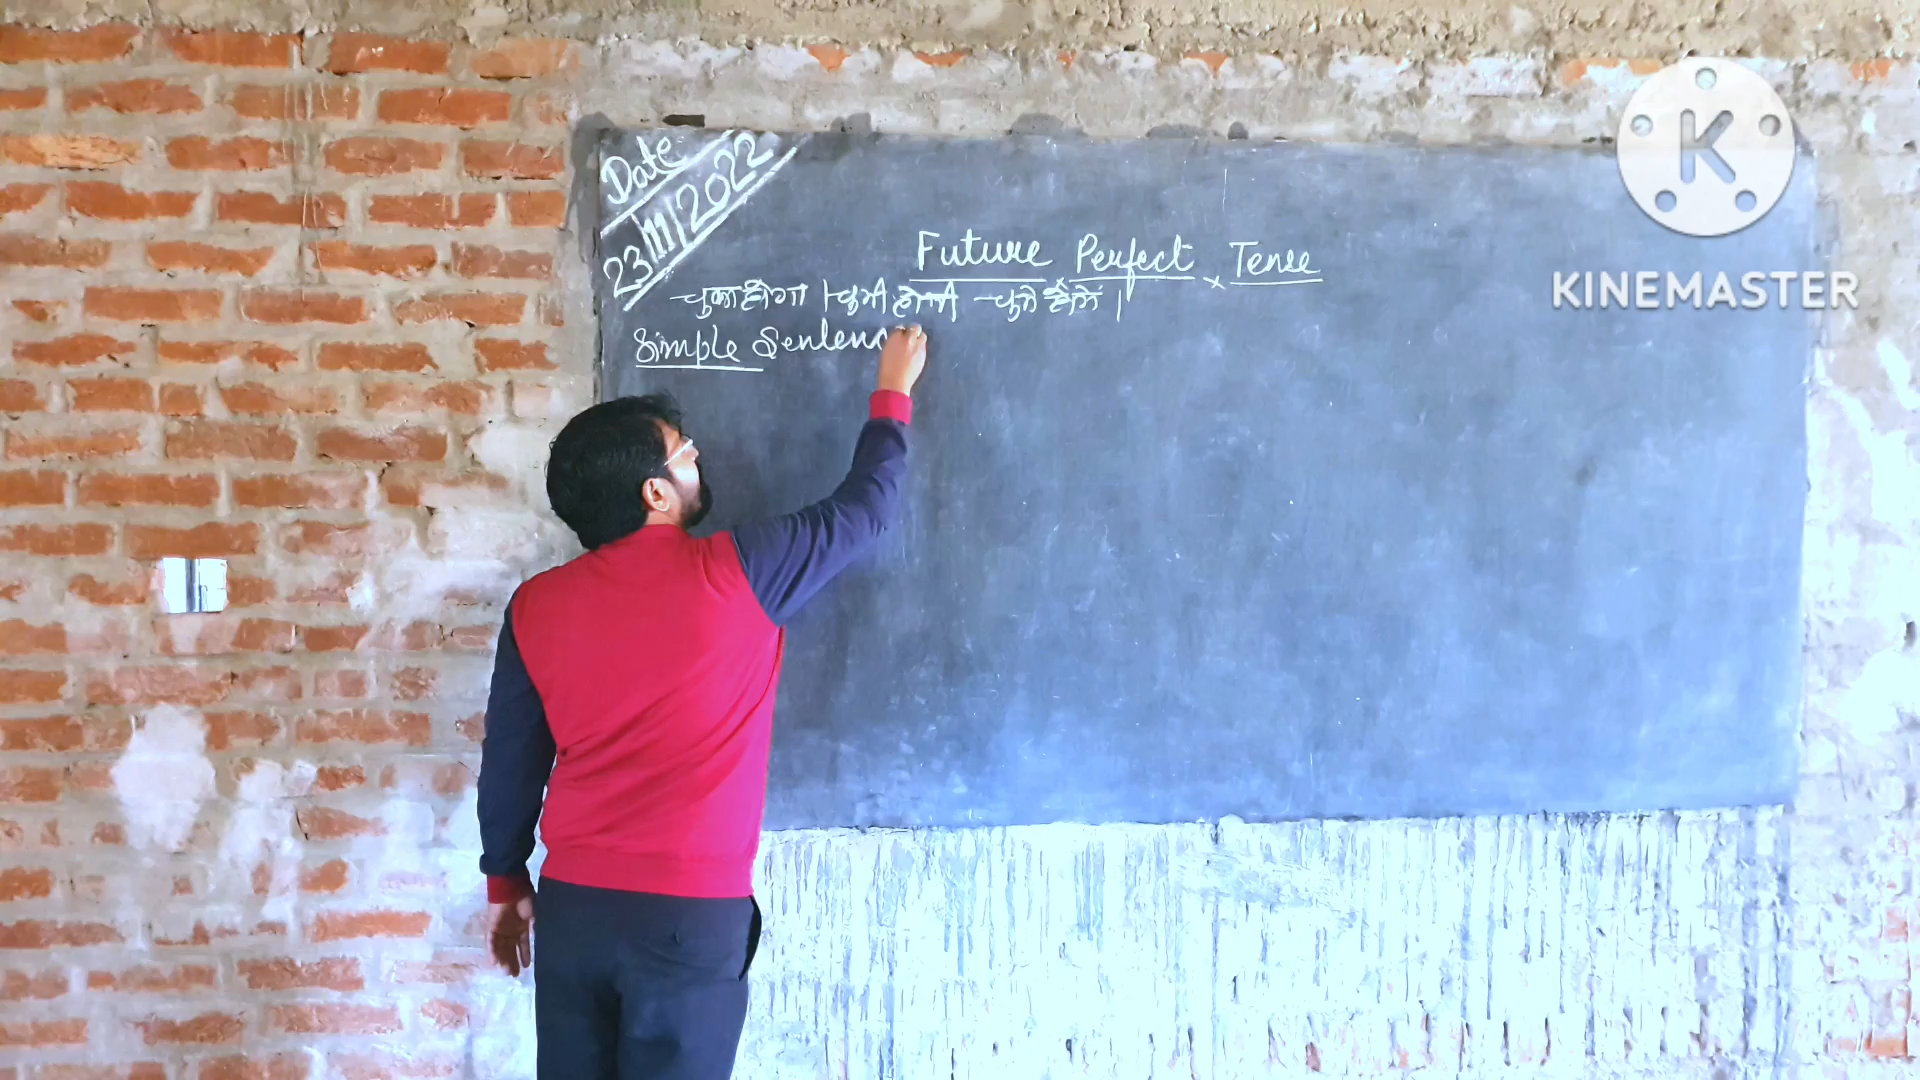 Date
23/11/2022
Future Perfect Tense
चुका होगा । चुकी होगी - चुके होंगे ।
Simple Sentenc
K
KINEMASTER